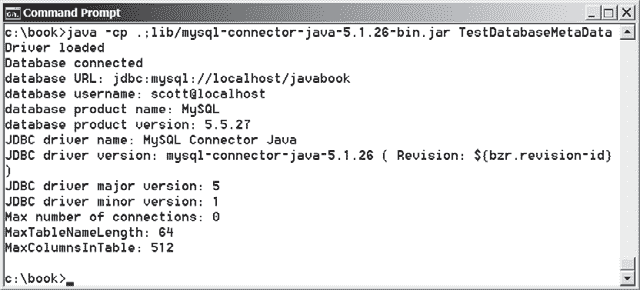 Command Prompt
c:\book>java -cp .;lib/mysql-connector-java-5.1.26-bin.jar TestDatabaseMetaData
Driver loaded
Database connected
database URL: jdbc:mysql://localhost/javabook
database username: scott@localhost
database product name: MySQL
database product version: 5.5.27
JDBC driver name: MySQL Connector Java
JDBC driver version: mysql-connector-java-5.1.26 ( Revision: ${bzr.revision-id}
)
JDBC driver major version: 5
JDBC driver minor version: 1
Max number of connections: 0
MaxTableNameLength: 64
MaxColumnsInTable: 512
c:\book>